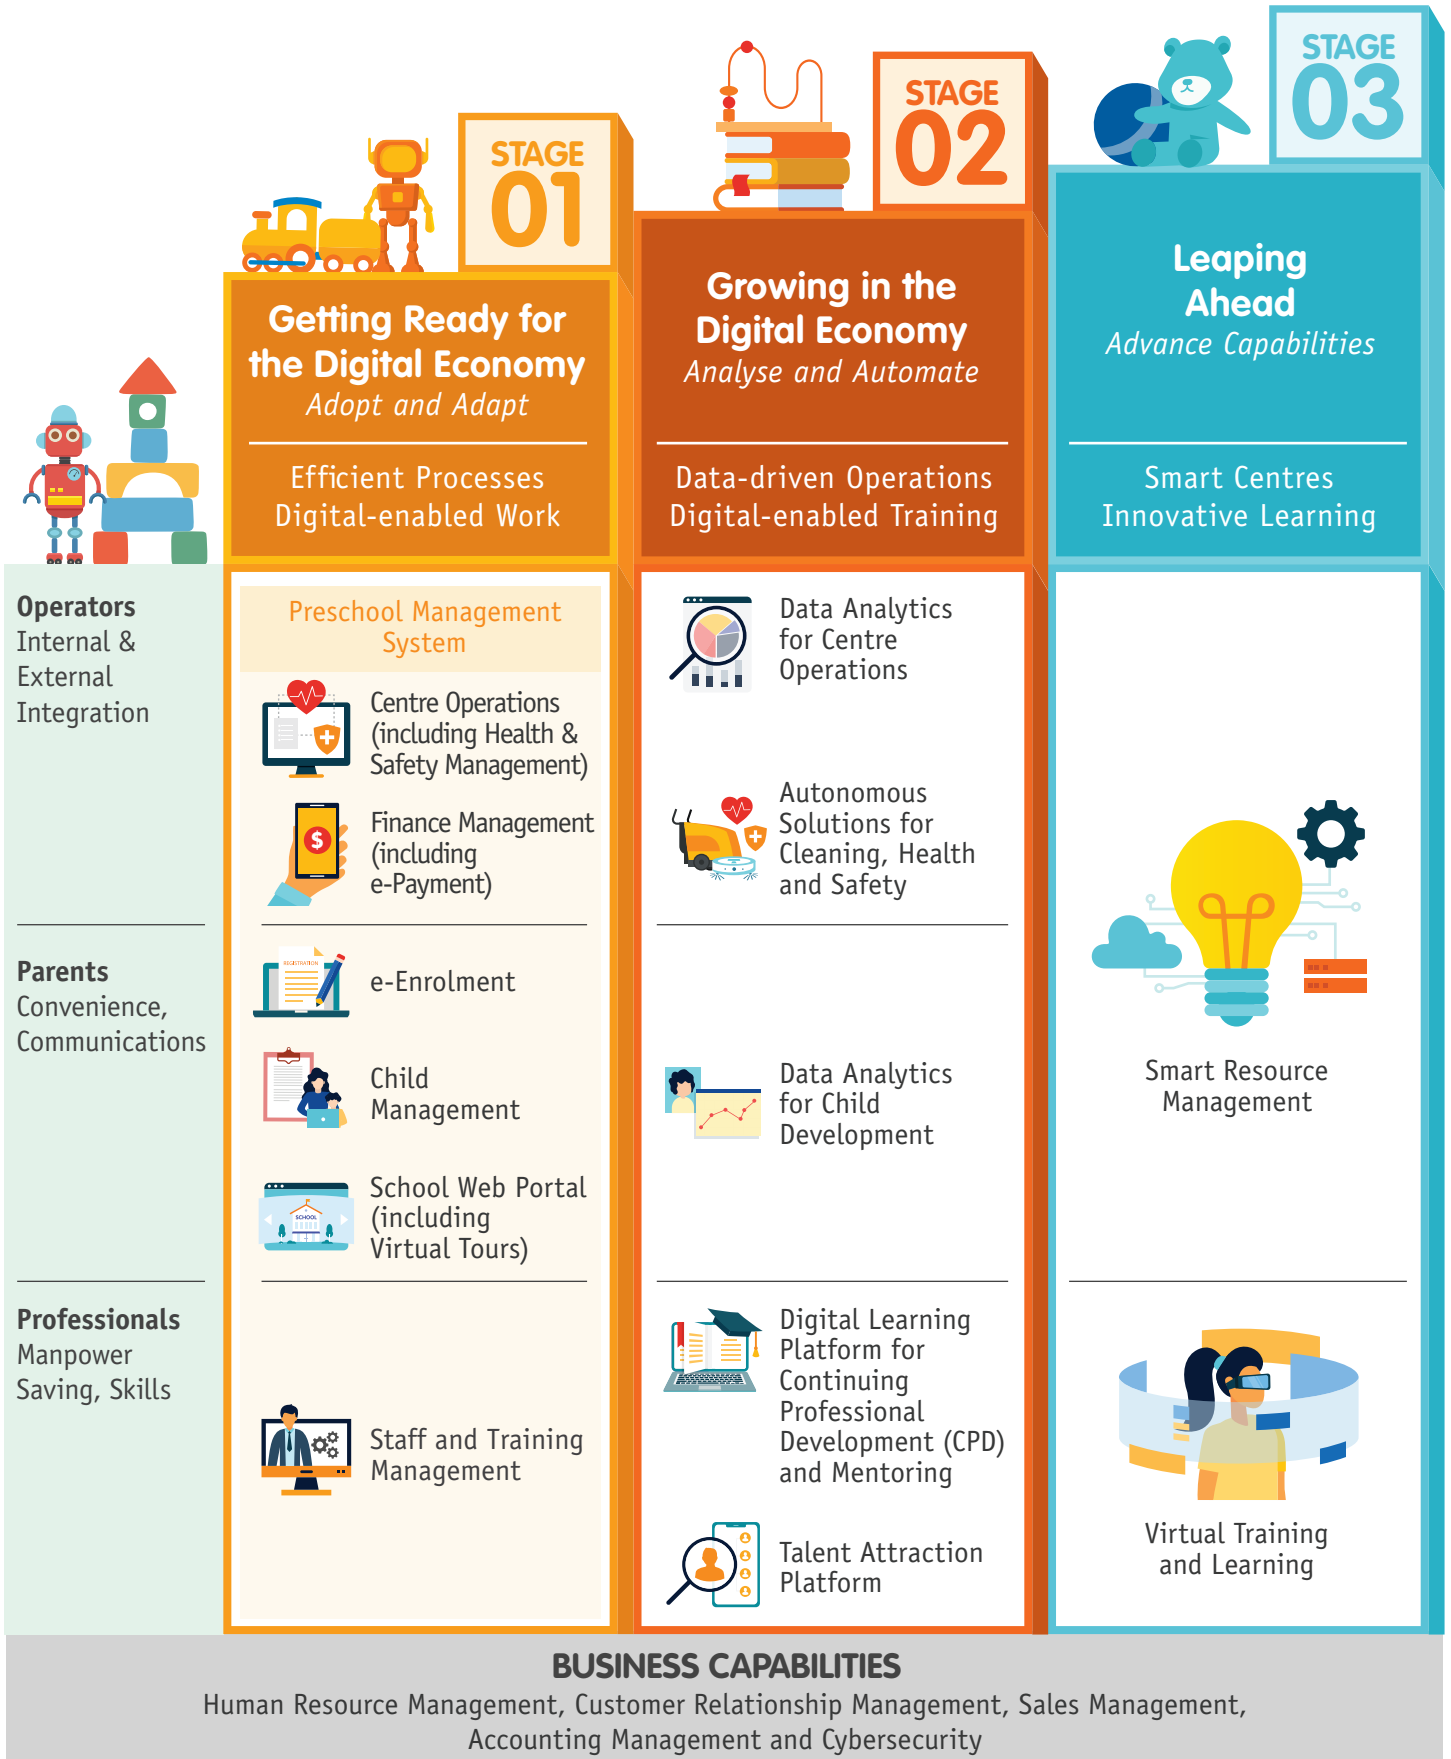 STAGE
01
Getting Ready for
the Digital Economy
Adopt and Adapt
Efficient Processes
Digital-enabled Work
STAGE
02
Growing in the
Digital Economy
Analyse and Automate
Data-driven Operations
Digital-enabled Training
STAGE
03
Leaping
Ahead
Advance Capabilities
Smart Centres
Innovative Learning
Operators
Internal &
External
Integration
Preschool Management
System
Centre Operations
(including Health &
Safety Management)
$
Finance Management
(including
e-Payment)
Data Analytics
for Centre
Operations
Autonomous
Solutions for
Cleaning, Health
and Safety
Parents
Convenience,
Communications
REGISTRATION
e-Enrolment
Child
Management
SCHOOL
School Web Portal
(including
Virtual Tours)
Data Analytics
for Child
Development
Smart Resource
Management
Professionals
Manpower
Saving, Skills
Staff and Training
Management
Digital Learning
Platform for
Continuing
Professional
Development (CPD)
and Mentoring
Talent Attraction
Platform
Virtual Training
and Learning
BUSINESS CAPABILITIES
Human Resource Management, Customer Relationship Management, Sales Management,
Accounting Management and Cybersecurity